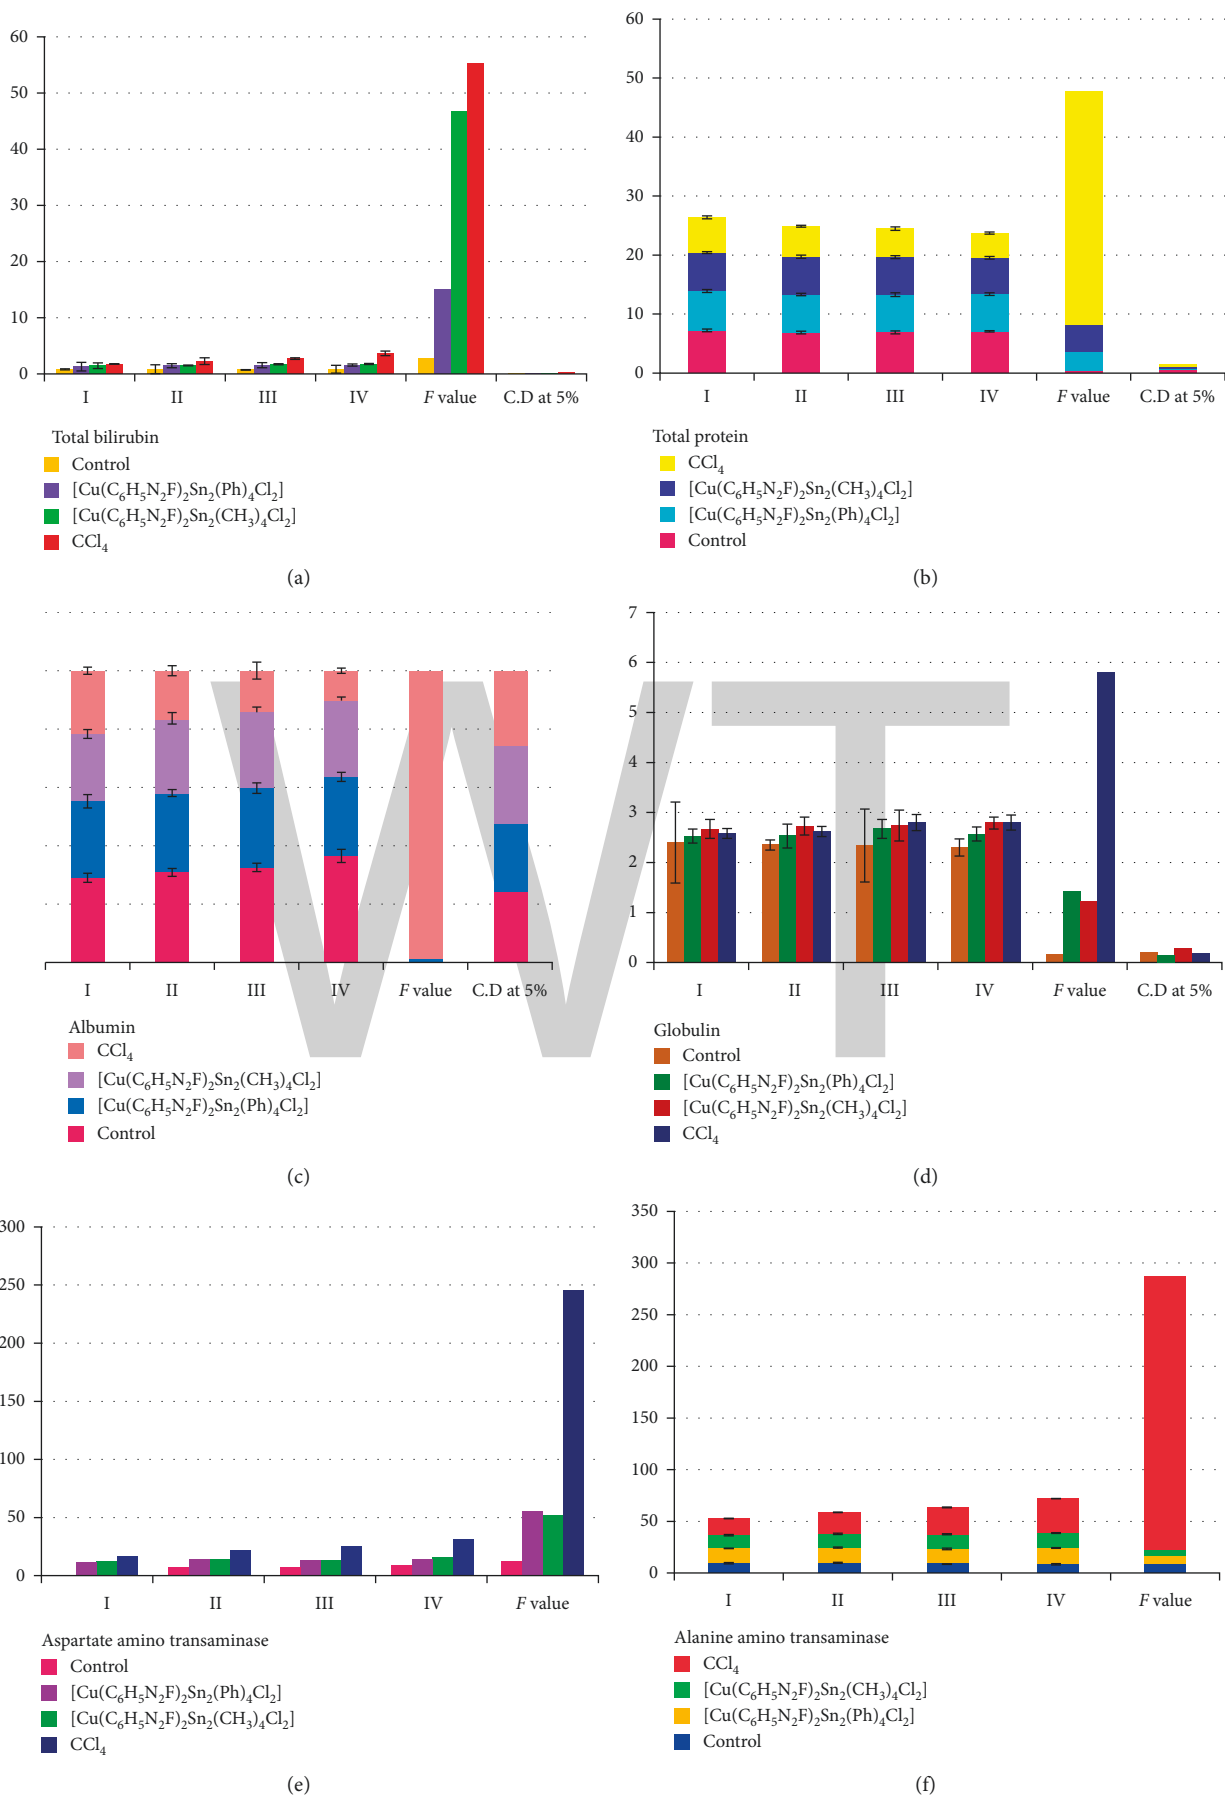 60
50
40
30
20
10
0
I II III IV F value C.D at 5%
Total bilirubin
Control
[Cu(C₆H₅N₂F)₂Sn₂(Ph)₄Cl₂]
[Cu(C₆H₅N₂F)₂Sn₂(CH₃)₄Cl₂]
CCl₄
(a)
60
50
40
30
20
10
0
I II III IV F value C.D at 5%
Total protein
CCl₄
[Cu(C₆H₅N₂F)₂Sn₂(CH₃)₄Cl₂]
[Cu(C₆H₅N₂F)₂Sn₂(Ph)₄Cl₂]
Control
(b)
I II III IV F value C.D at 5%
Albumin
CCl₄
[Cu(C₆H₅N₂F)₂Sn₂(CH₃)₄Cl₂]
[Cu(C₆H₅N₂F)₂Sn₂(Ph)₄Cl₂]
Control
(c)
7
6
5
4
3
2
1
0
I II III IV F value C.D at 5%
Globulin
Control
[Cu(C₆H₅N₂F)₂Sn₂(Ph)₄Cl₂]
[Cu(C₆H₅N₂F)₂Sn₂(CH₃)₄Cl₂]
CCl₄
(d)
300
250
200
150
100
50
0
I II III IV F value
Aspartate amino transaminase
Control
[Cu(C₆H₅N₂F)₂Sn₂(Ph)₄Cl₂]
[Cu(C₆H₅N₂F)₂Sn₂(CH₃)₄Cl₂]
CCl₄
(e)
350
300
250
200
150
100
50
0
I II III IV F value
Alanine amino transaminase
CCl₄
[Cu(C₆H₅N₂F)₂Sn₂(CH₃)₄Cl₂]
[Cu(C₆H₅N₂F)₂Sn₂(Ph)₄Cl₂]
Control
(f)